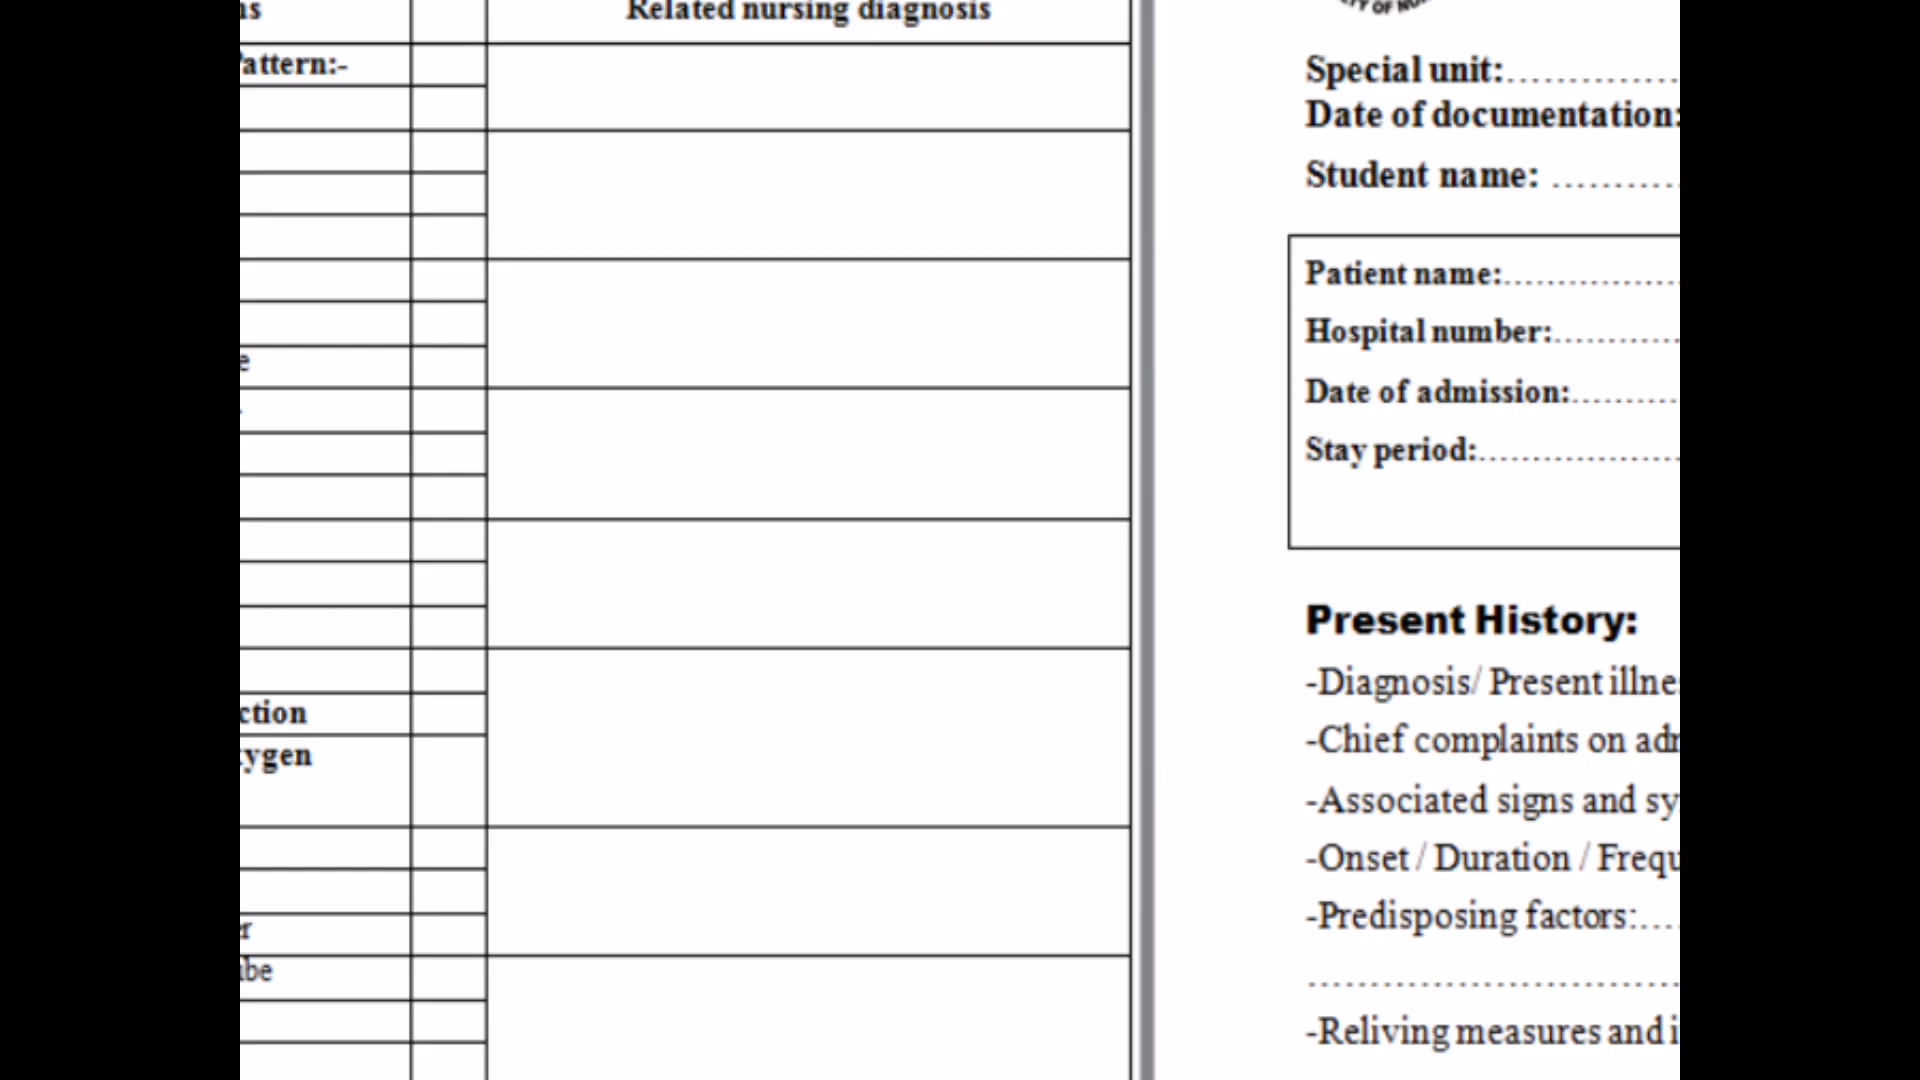 Related nursing diagnosis
attern:-
ction
ygen
Special unit:..............
Date of documentation:
Student name: ..........
Patient name:.................
Hospital number:............
Date of admission:..........
Stay period:...................
Present History:
-Diagnosis/ Present illne
-Chief complaints on adm
-Associated signs and sy
-Onset / Duration / Frequ
-Predisposing factors:....
.............................
-Reliving measures and i